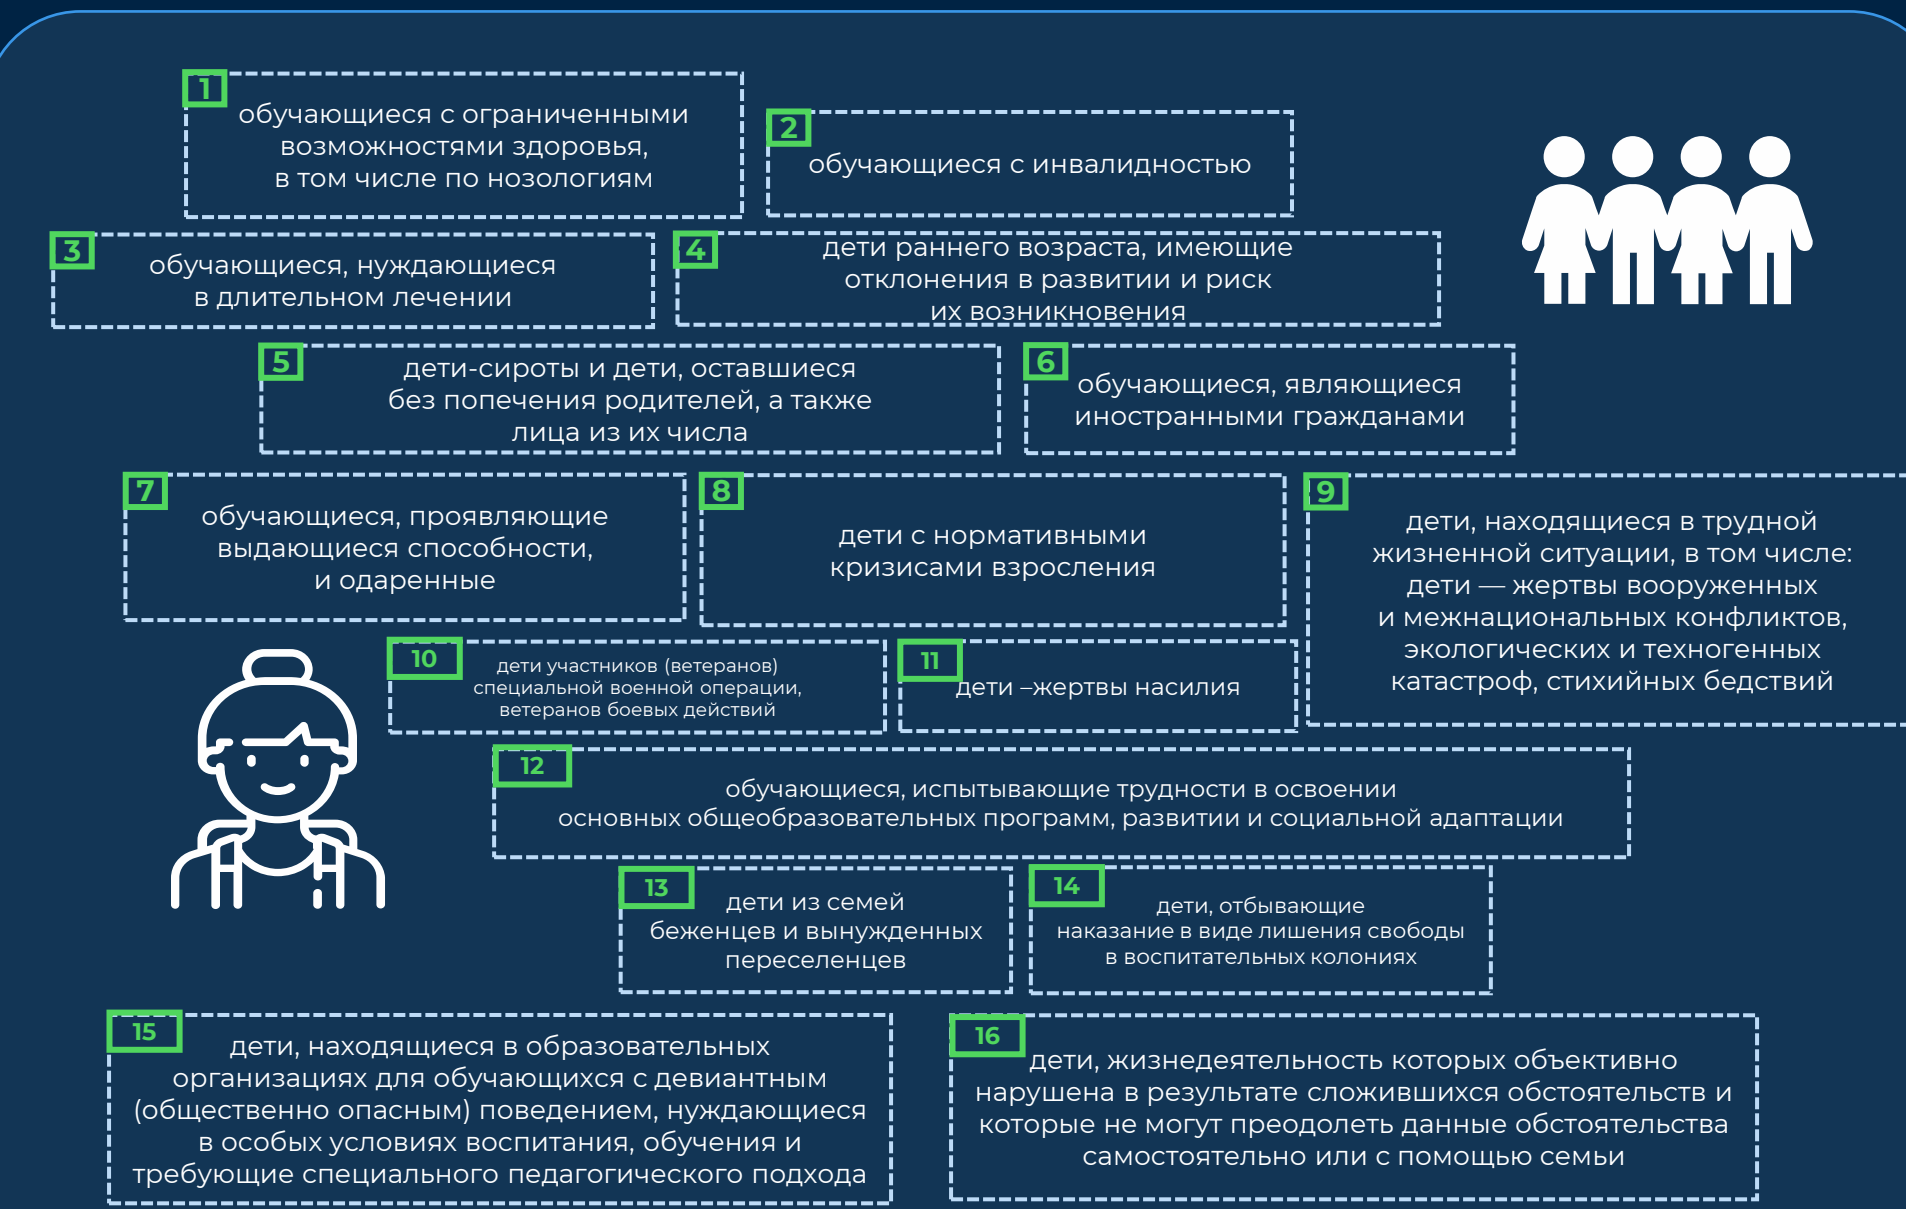 1
обучающиеся с ограниченными
возможностями здоровья,
в том числе по нозологиям
2
обучающиеся с инвалидностью
3
обучающиеся, нуждающиеся
в длительном лечении
4
дети раннего возраста, имеющие
отклонения в развитии и риск
их возникновения
5
дети-сироты и дети, оставшиеся
без попечения родителей, а также
лица из их числа
6
обучающиеся, являющиеся
иностранными гражданами
7
обучающиеся, проявляющие
выдающиеся способности,
и одаренные
8
дети с нормативными
кризисами взросления
9
дети, находящиеся в трудной
жизненной ситуации, в том числе:
дети — жертвы вооруженных
и межнациональных конфликтов,
экологических и техногенных
катастроф, стихийных бедствий
10
дети участников (ветеранов)
специальной военной операции,
ветеранов боевых действий
11
дети –жертвы насилия
12
обучающиеся, испытывающие трудности в освоении
основных общеобразовательных программ, развитии и социальной адаптации
13
дети из семей
беженцев и вынужденных
переселенцев
14
дети, отбывающие
наказание в виде лишения свободы
в воспитательных колониях
15
дети, находящиеся в образовательных
организациях для обучающихся с девиантным
(общественно опасным) поведением, нуждающиеся
в особых условиях воспитания, обучения и
требующие специального педагогического подхода
16
дети, жизнедеятельность которых объективно
нарушена в результате сложившихся обстоятельств и
которые не могут преодолеть данные обстоятельства
самостоятельно или с помощью семьи